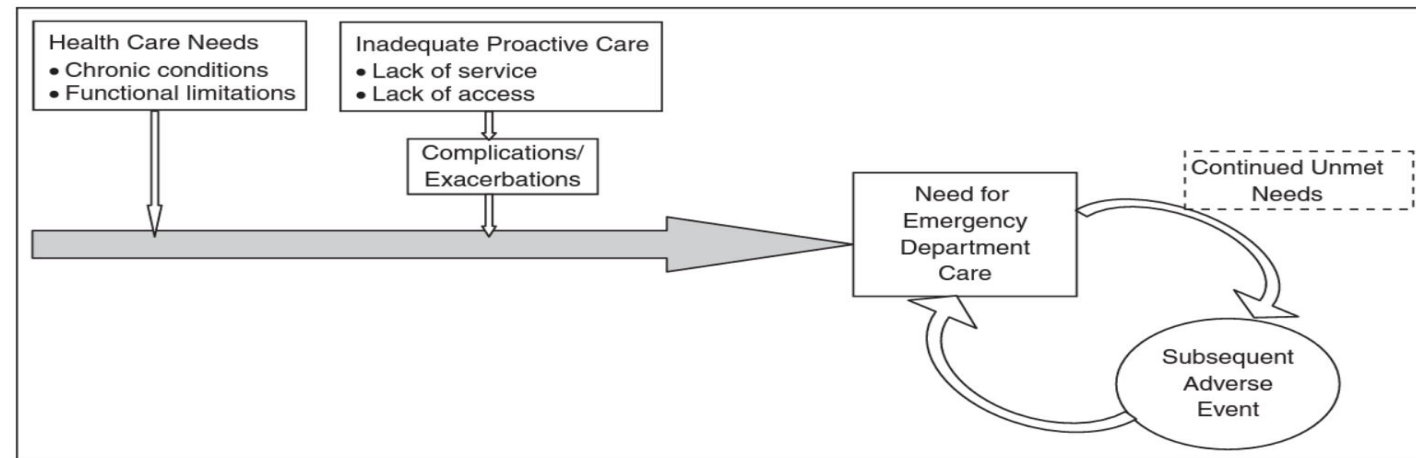 Health Care Needs
• Chronic conditions
• Functional limitations
Inadequate Proactive Care
• Lack of service
• Lack of access
Complications/
Exacerbations
Need for
Emergency
Department
Care
Continued Unmet
Needs
Subsequent
Adverse
Event